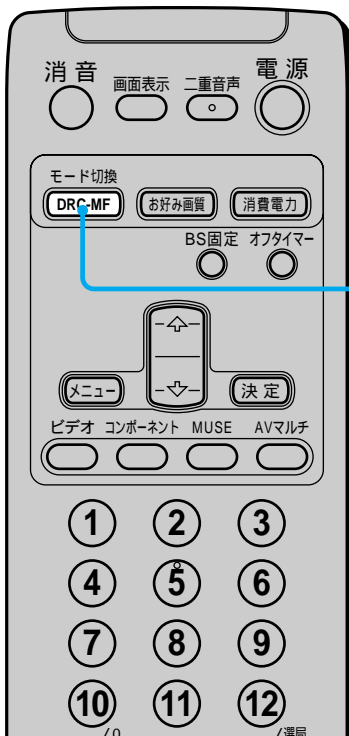 消音 画面表示 二重音声 電源
モード切換
DRC-MF お好み画質 消費電力
BS固定 オフタイマー
メニュー 決定
ビデオ コンポーネント MUSE AVマルチ
1 2 3
4 5 6
7 8 9
10 11 12
/0 /選局